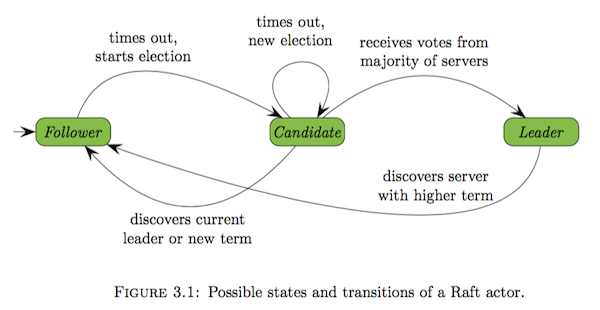 times out,
starts election
times out,
new election
receives votes from
majority of servers
Follower
Candidate
Leader
discovers server
with higher term
discovers current
leader or new term
FIGURE 3.1: Possible states and transitions of a Raft actor.